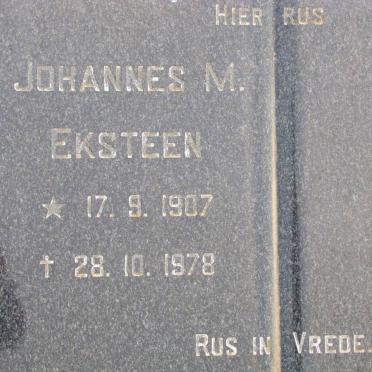 HIER RUS
JOHANNES M.
EKSTEEN
★ 17. 9. 1907
† 28. 10. 1978
RUS IN VREDE.